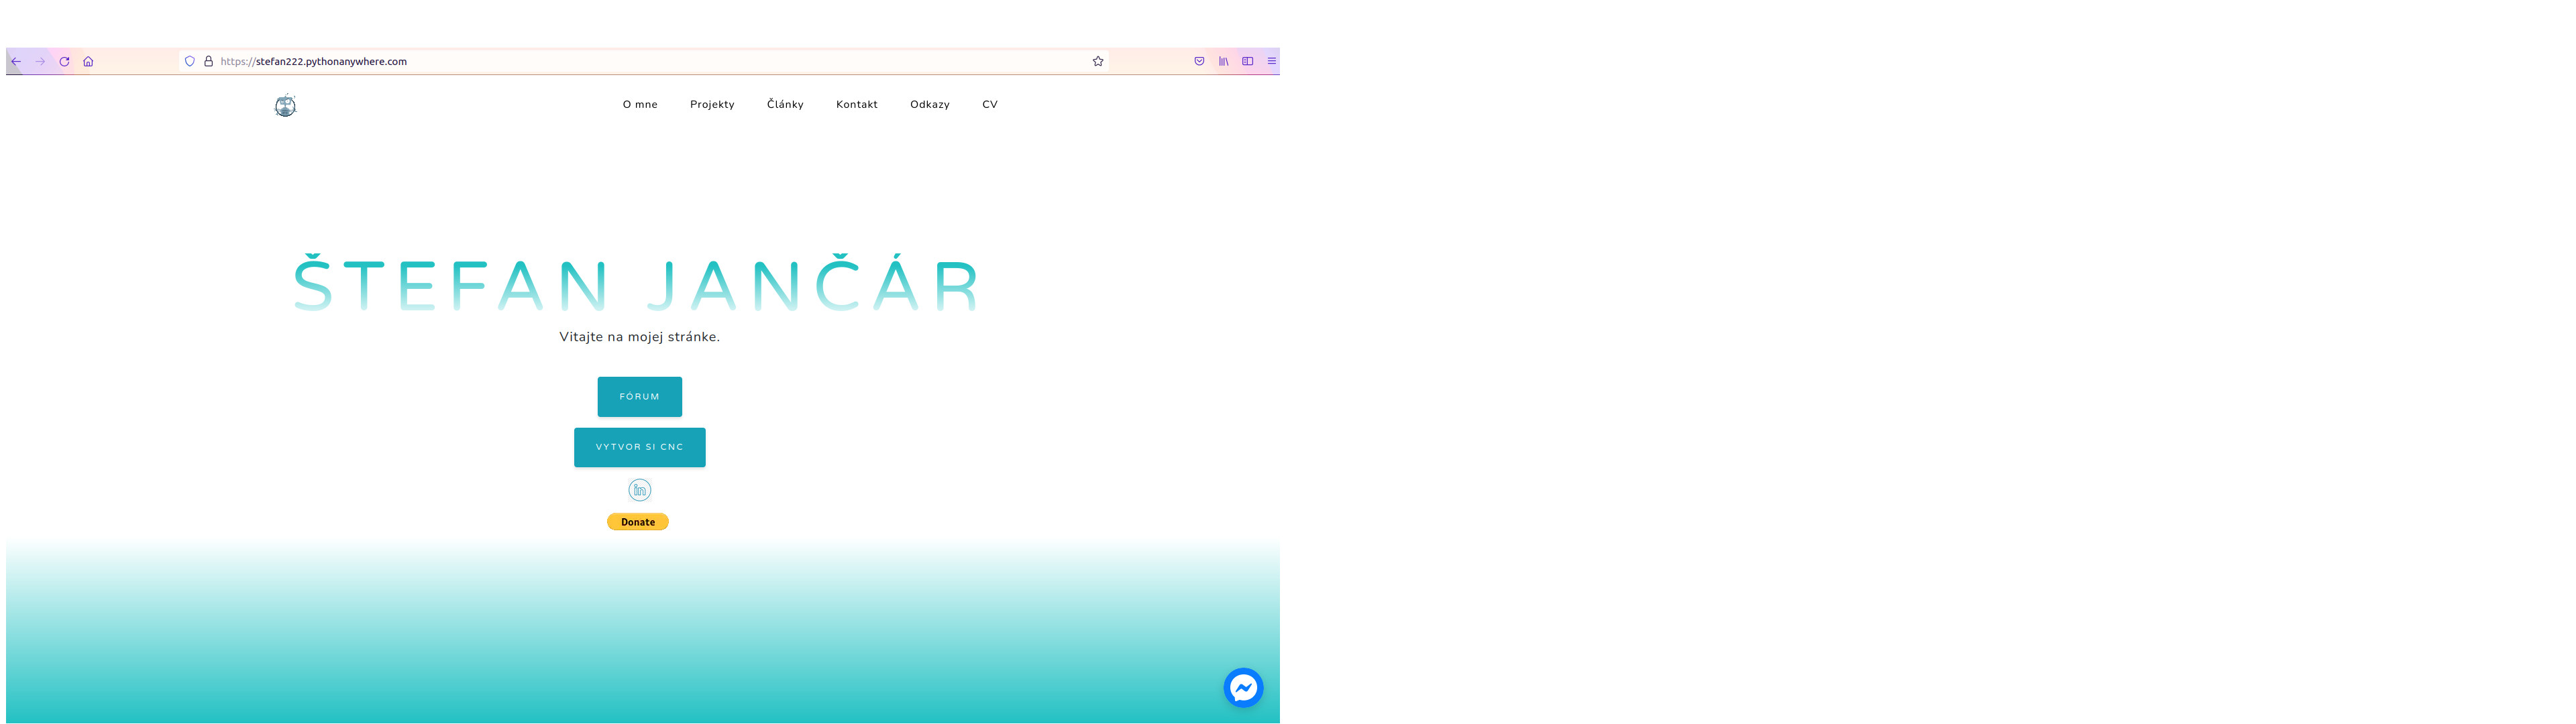 https://stefan222.pythonanywhere.com
O mne Projekty Články Kontakt Odkazy CV
ŠTEFAN JANČÁR
Vitajte na mojej stránke.
FÓRUM
VYTVOR SI CNC
in
Donate